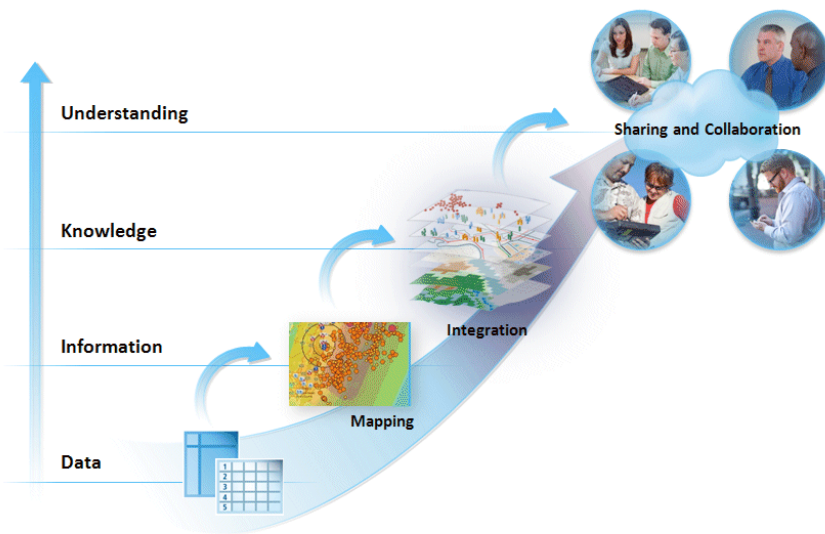 Understanding
Sharing and Collaboration
Knowledge
Integration
Information
Mapping
Data
1
2
3
4
5